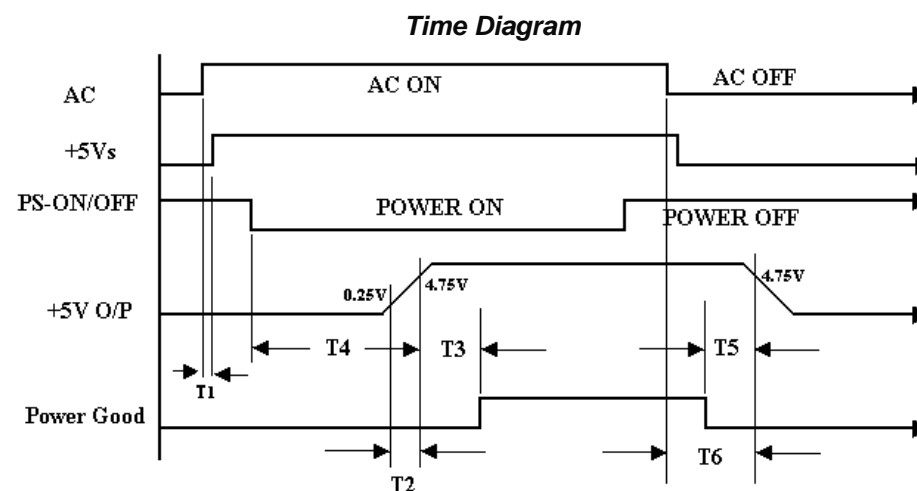 Time Diagram
AC
AC ON
AC OFF
+5Vs
PS-ON/OFF
POWER ON
POWER OFF
+5V O/P
0.25V
4.75V
4.75V
T4
T3
T5
T1
Power Good
T2
T6